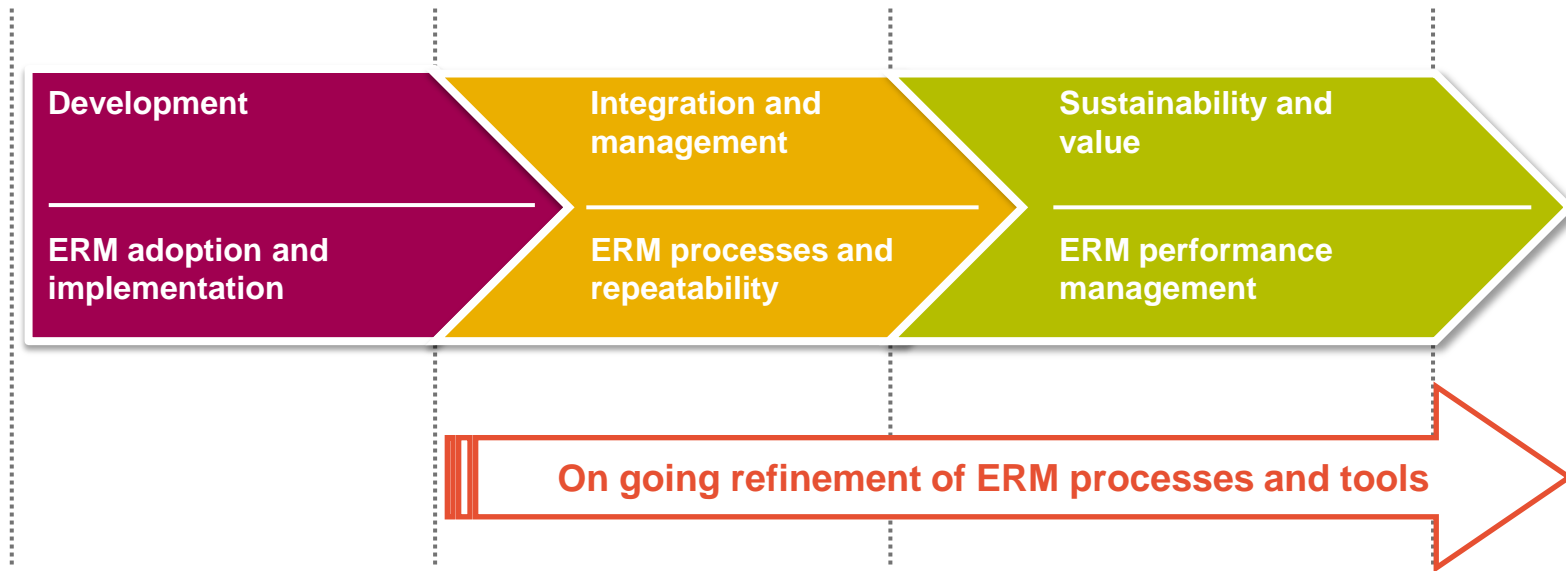 Development
ERM adoption and
implementation
Integration and
management
ERM processes and
repeatability
Sustainability and
value
ERM performance
management
On going refinement of ERM processes and tools